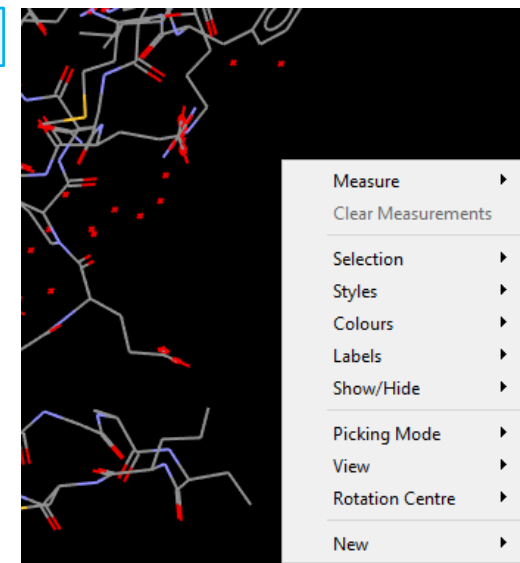 Measure
Clear Measurements
Selection
Styles
Colours
Labels
Show/Hide
Picking Mode
View
Rotation Centre
New